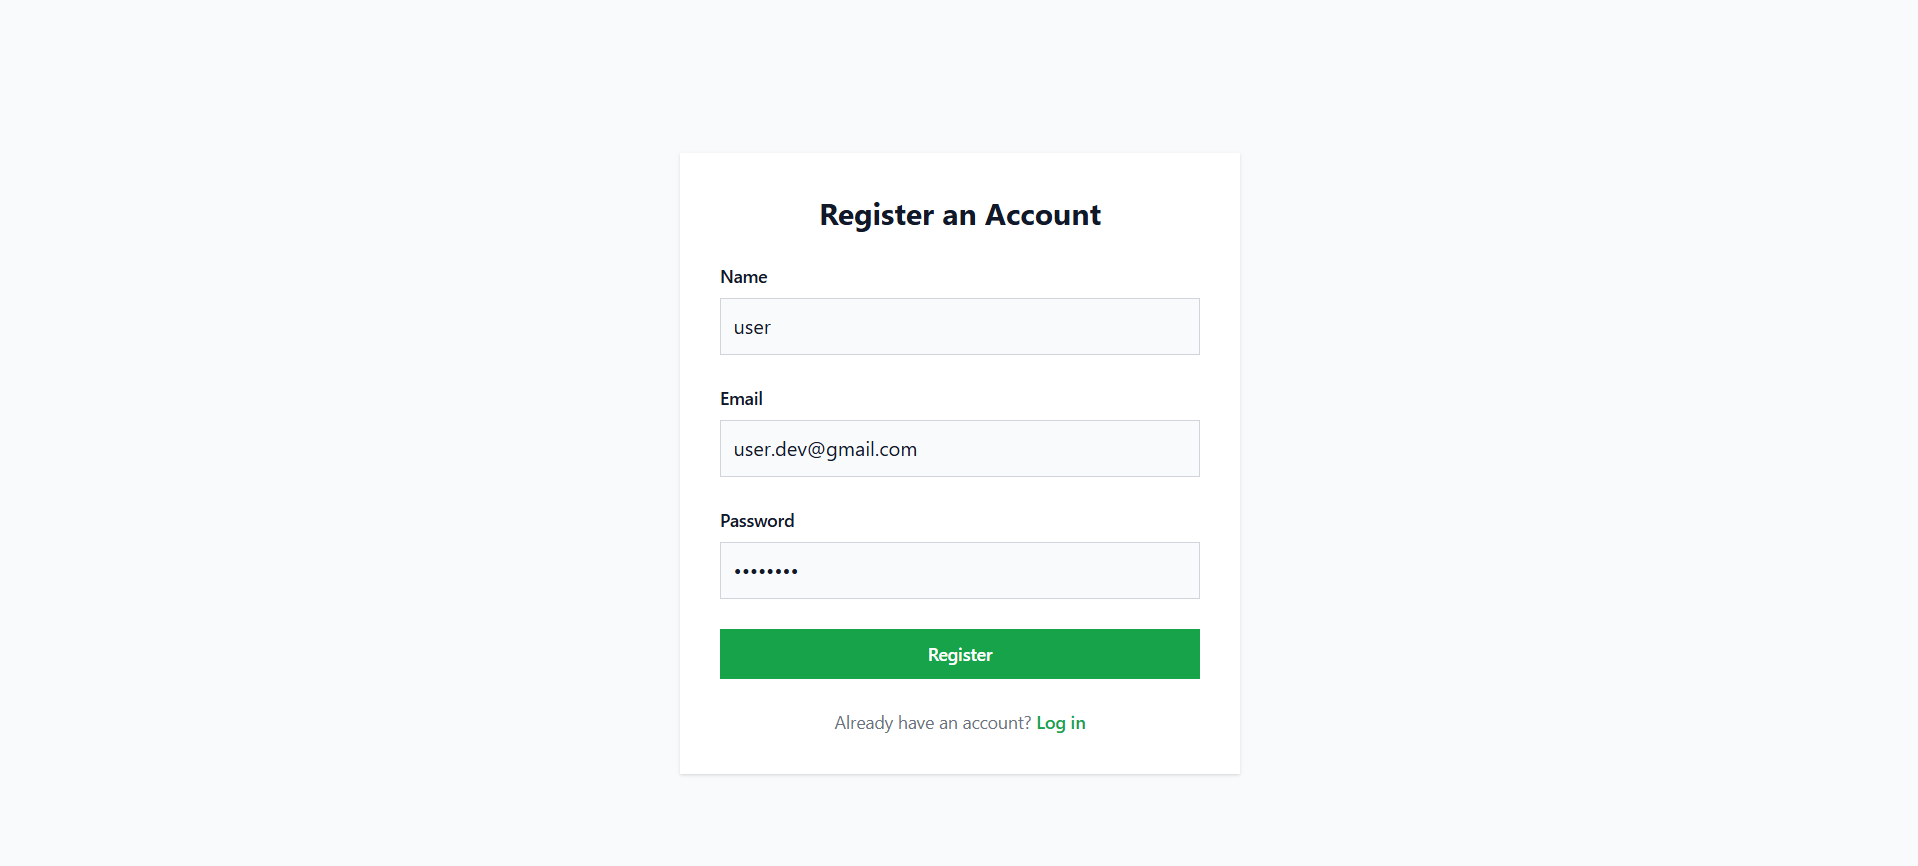 Register an Account
Name
user
Email
user.dev@gmail.com
Password
••••••••
Register
Already have an account? Log in